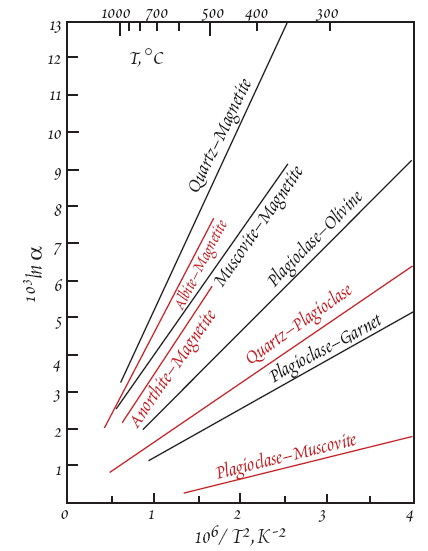 1000 700 500 400 300
T, °C
13
12
11
10
9
8
7
6
5
4
3
2
1
10³ln α
Quartz–Magnetite
Albite–Magnetite
Muscovite–Magnetite
Anorthite–Magnetite
Plagioclase–Olivine
Quartz–Plagioclase
Plagioclase–Garnet
Plagioclase–Muscovite
0 1 2 3 4
10⁶/ T², K⁻²